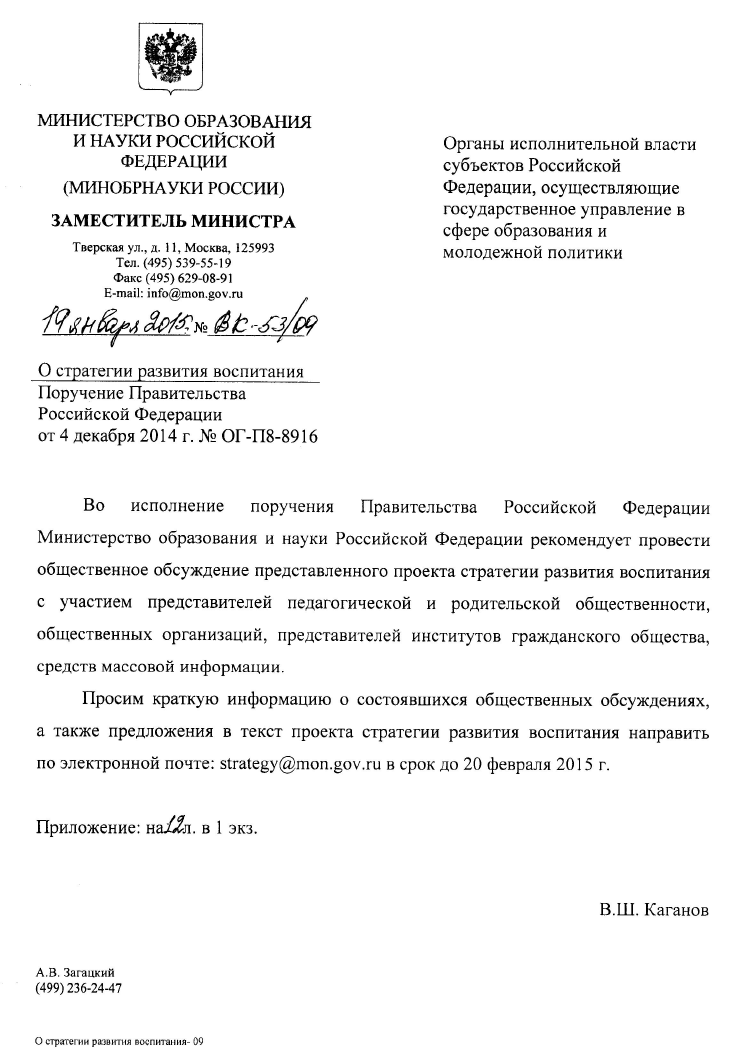 МИНИСТЕРСТВО ОБРАЗОВАНИЯ
И НАУКИ РОССИЙСКОЙ
ФЕДЕРАЦИИ
(МИНОБРНАУКИ РОССИИ)
ЗАМЕСТИТЕЛЬ МИНИСТРА
Тверская ул., д. 11, Москва, 125993
Тел. (495) 539-55-19
Факс (495) 629-08-91
E-mail: info@mon.gov.ru
19 января 2015. № ВК-53/09
О стратегии развития воспитания
Поручение Правительства
Российской Федерации
от 4 декабря 2014 г. № ОГ-П8-8916
Органы исполнительной власти
субъектов Российской
Федерации, осуществляющие
государственное управление в
сфере образования и
молодежной политики
Во исполнение поручения Правительства Российской Федерации
Министерство образования и науки Российской Федерации рекомендует провести
общественное обсуждение представленного проекта стратегии развития воспитания
с участием представителей педагогической и родительской общественности,
общественных организаций, представителей институтов гражданского общества,
средств массовой информации.
Просим краткую информацию о состоявшихся общественных обсуждениях,
а также предложения в текст проекта стратегии развития воспитания направить
по электронной почте: strategy@mon.gov.ru в срок до 20 февраля 2015 г.
Приложение: на 12 л. в 1 экз.
В.Ш. Каганов
А.В. Загацкий
(499) 236-24-47
О стратегии развития воспитания- 09